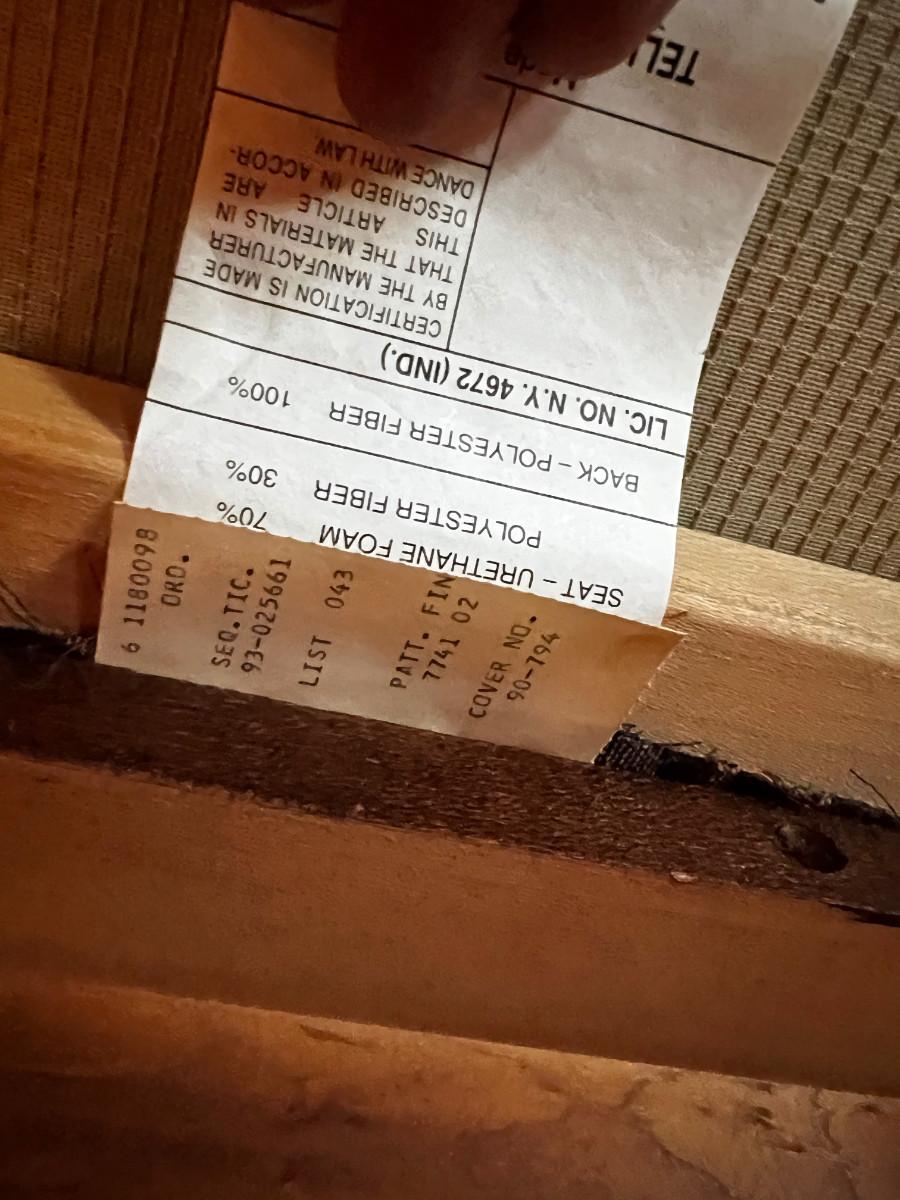 SEAT – URETHANE FOAM 70%
POLYESTER FIBER 30%
BACK – POLYESTER FIBER 100%
LIC. NO. N.Y. 4672 (IND.)
CERTIFICATION IS MADE
BY THE MANUFACTURER
THAT THE MATERIALS IN
THIS ARTICLE ARE
DESCRIBED IN ACCOR-
DANCE WITH LAW
TELL
6 1180098
ORD.
SEQ.TIC.
93-025661
LIST 043
PATT. FIN
7741 02
COVER NO.
90-794